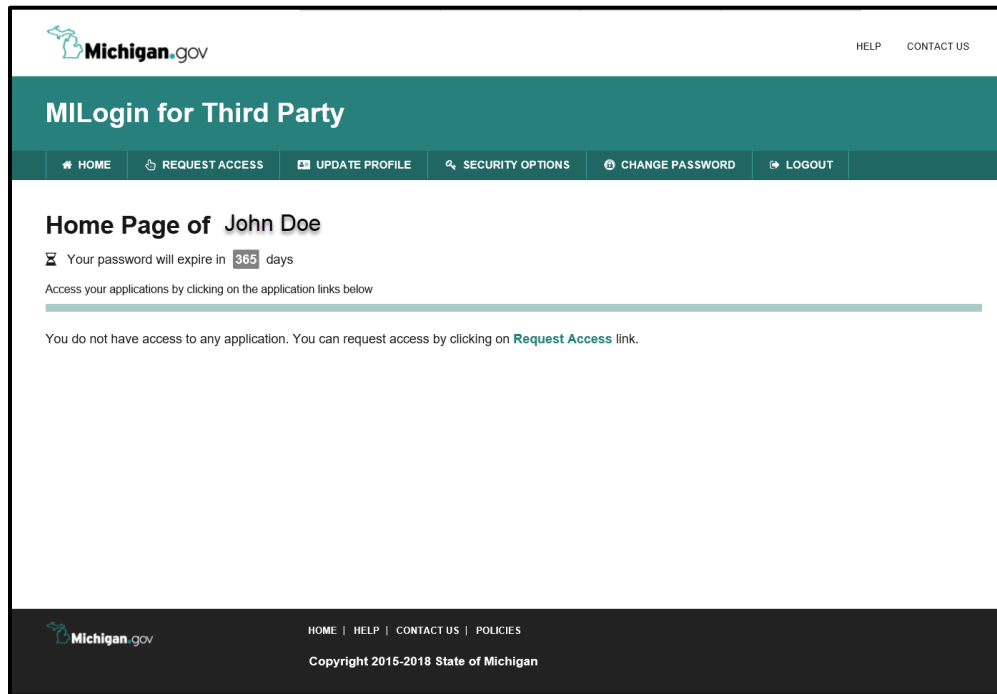 Michigan.gov
HELP CONTACT US
MILogin for Third Party
HOME REQUEST ACCESS UPDATE PROFILE SECURITY OPTIONS CHANGE PASSWORD LOGOUT
Home Page of John Doe
Your password will expire in 365 days
Access your applications by clicking on the application links below
You do not have access to any application. You can request access by clicking on Request Access link.
Michigan.gov
HOME | HELP | CONTACT US | POLICIES
Copyright 2015-2018 State of Michigan